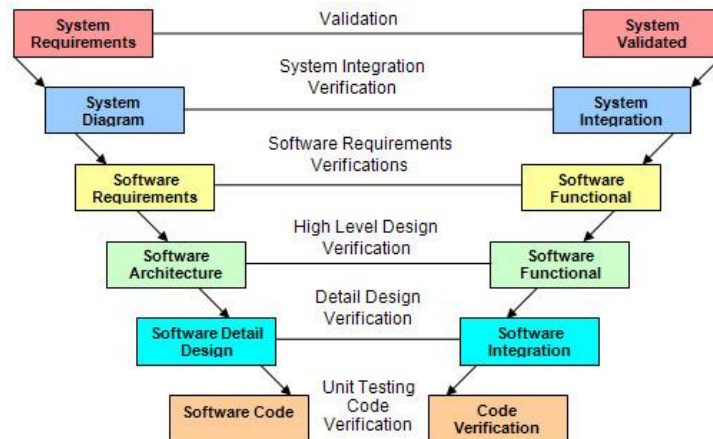 System
Requirements
Validation
System
Validated
System Integration
Verification
System
Diagram
System
Integration
Software Requirements
Verifications
Software
Requirements
Software
Functional
High Level Design
Verification
Software
Architecture
Software
Functional
Detail Design
Verification
Software Detail
Design
Software
Integration
Unit Testing
Code
Verification
Software Code
Code
Verification